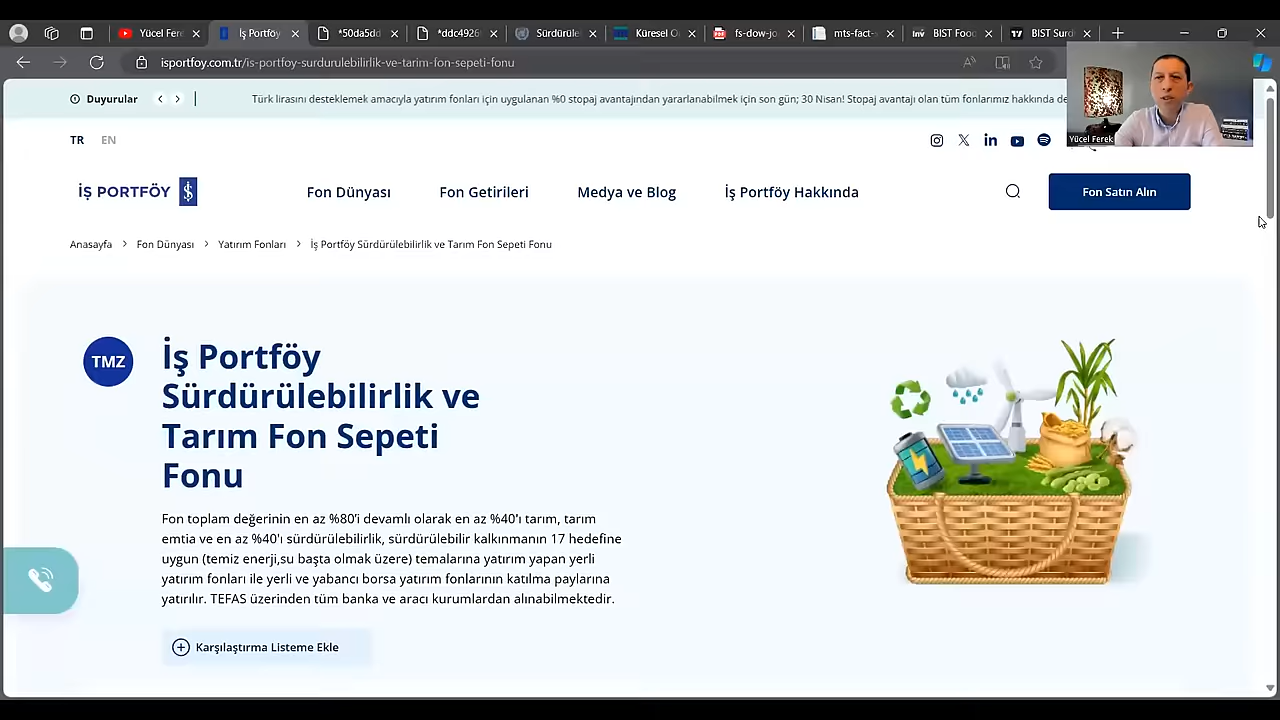 Yücel Fere
İş Portföy
*50da5dd
*ddc4926
Sürdürüle
Küresel O
fs-dow-jo
mts-fact-
inv BIST Food
BIST Surd
isportfoy.com.tr/is-portfoy-surdurulebilirlik-ve-tarim-fon-sepeti-fonu
Duyurular
Türk lirasını desteklemek amacıyla yatırım fonları için uygulanan %0 stopaj avantajından yararlanabilmek için son gün; 30 Nisan! Stopaj avantajı olan tüm fonlarımız hakkında de
Yücel Ferek
TR EN
İŞ PORTFÖY
Fon Dünyası
Fon Getirileri
Medya ve Blog
İş Portföy Hakkında
Fon Satın Alın
Anasayfa > Fon Dünyası > Yatırım Fonları > İş Portföy Sürdürülebilirlik ve Tarım Fon Sepeti Fonu
TMZ
İş Portföy
Sürdürülebilirlik ve
Tarım Fon Sepeti
Fonu
Fon toplam değerinin en az %80'i devamlı olarak en az %40'ı tarım, tarım
emtia ve en az %40'ı sürdürülebilirlik, sürdürülebilir kalkınmanın 17 hedefine
uygun (temiz enerji,su başta olmak üzere) temalarına yatırım yapan yerli
yatırım fonları ile yerli ve yabancı borsa yatırım fonlarının katılma paylarına
yatırılır. TEFAS üzerinden tüm banka ve aracı kurumlardan alınabilmektedir.
Karşılaştırma Listeme Ekle